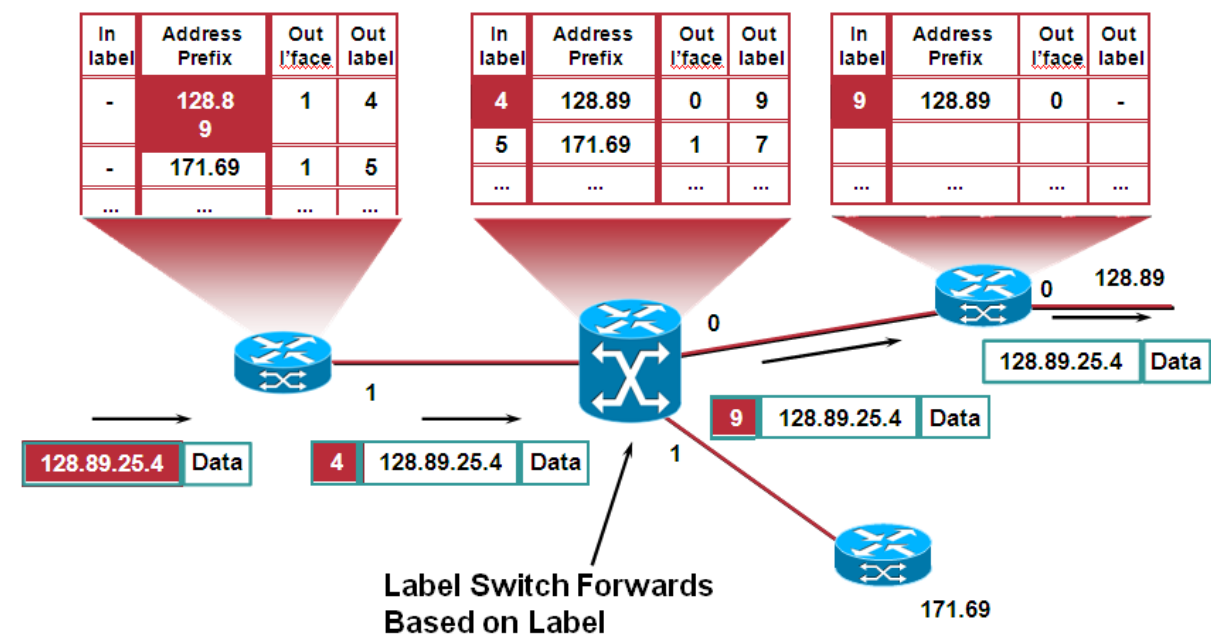 In label Address Prefix Out I'face Out label
- 128.8
9 1 4
- 171.69 1 5
... ... ... ...
In label Address Prefix Out I'face Out label
4 128.89 0 9
5 171.69 1 7
... ... ... ...
In label Address Prefix Out I'face Out label
9 128.89 0 -
... ... ... ...
0 128.89
0
1
128.89.25.4 Data
128.89.25.4 Data
4 128.89.25.4 Data
9 128.89.25.4 Data
1
Label Switch Forwards
Based on Label
171.69